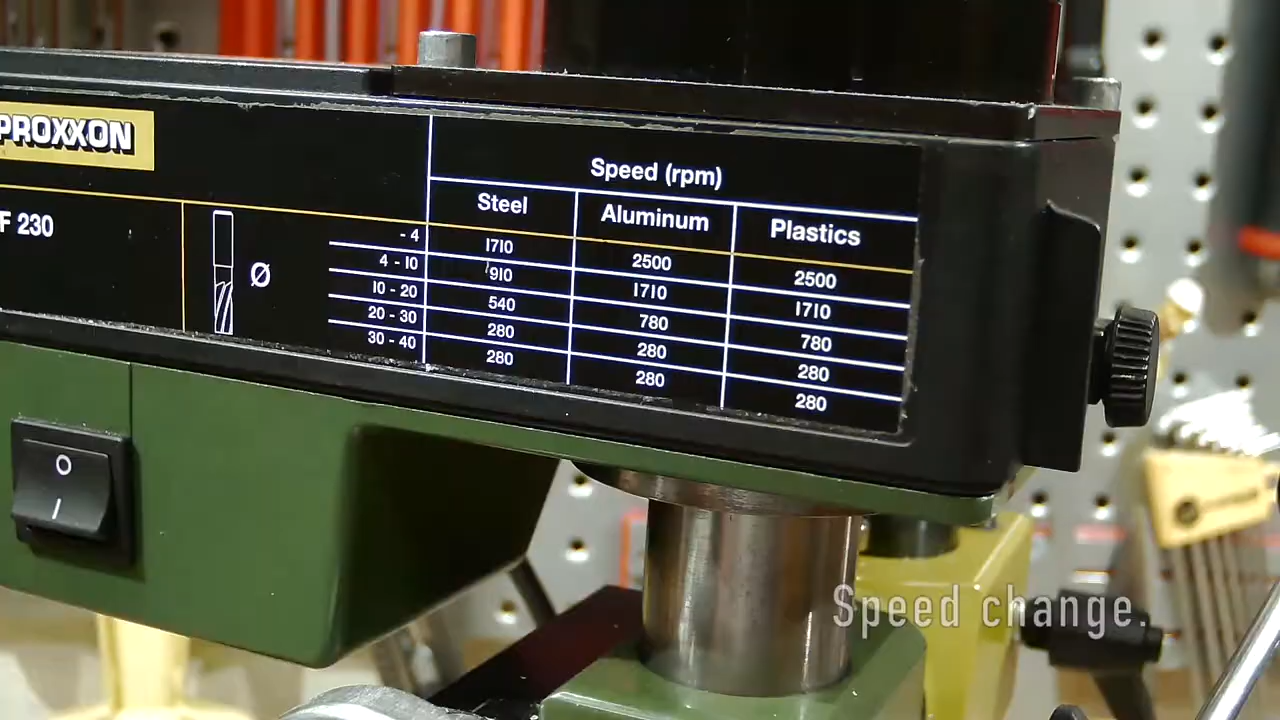 PROXXON
F 230
Ø
Speed (rpm)
Steel Aluminum Plastics
- 4 1710 2500 2500
4 - 10 910 1710 1710
10 - 20 540 780 780
20 - 30 280 280 280
30 - 40 280 280 280
O
I
Speed change.